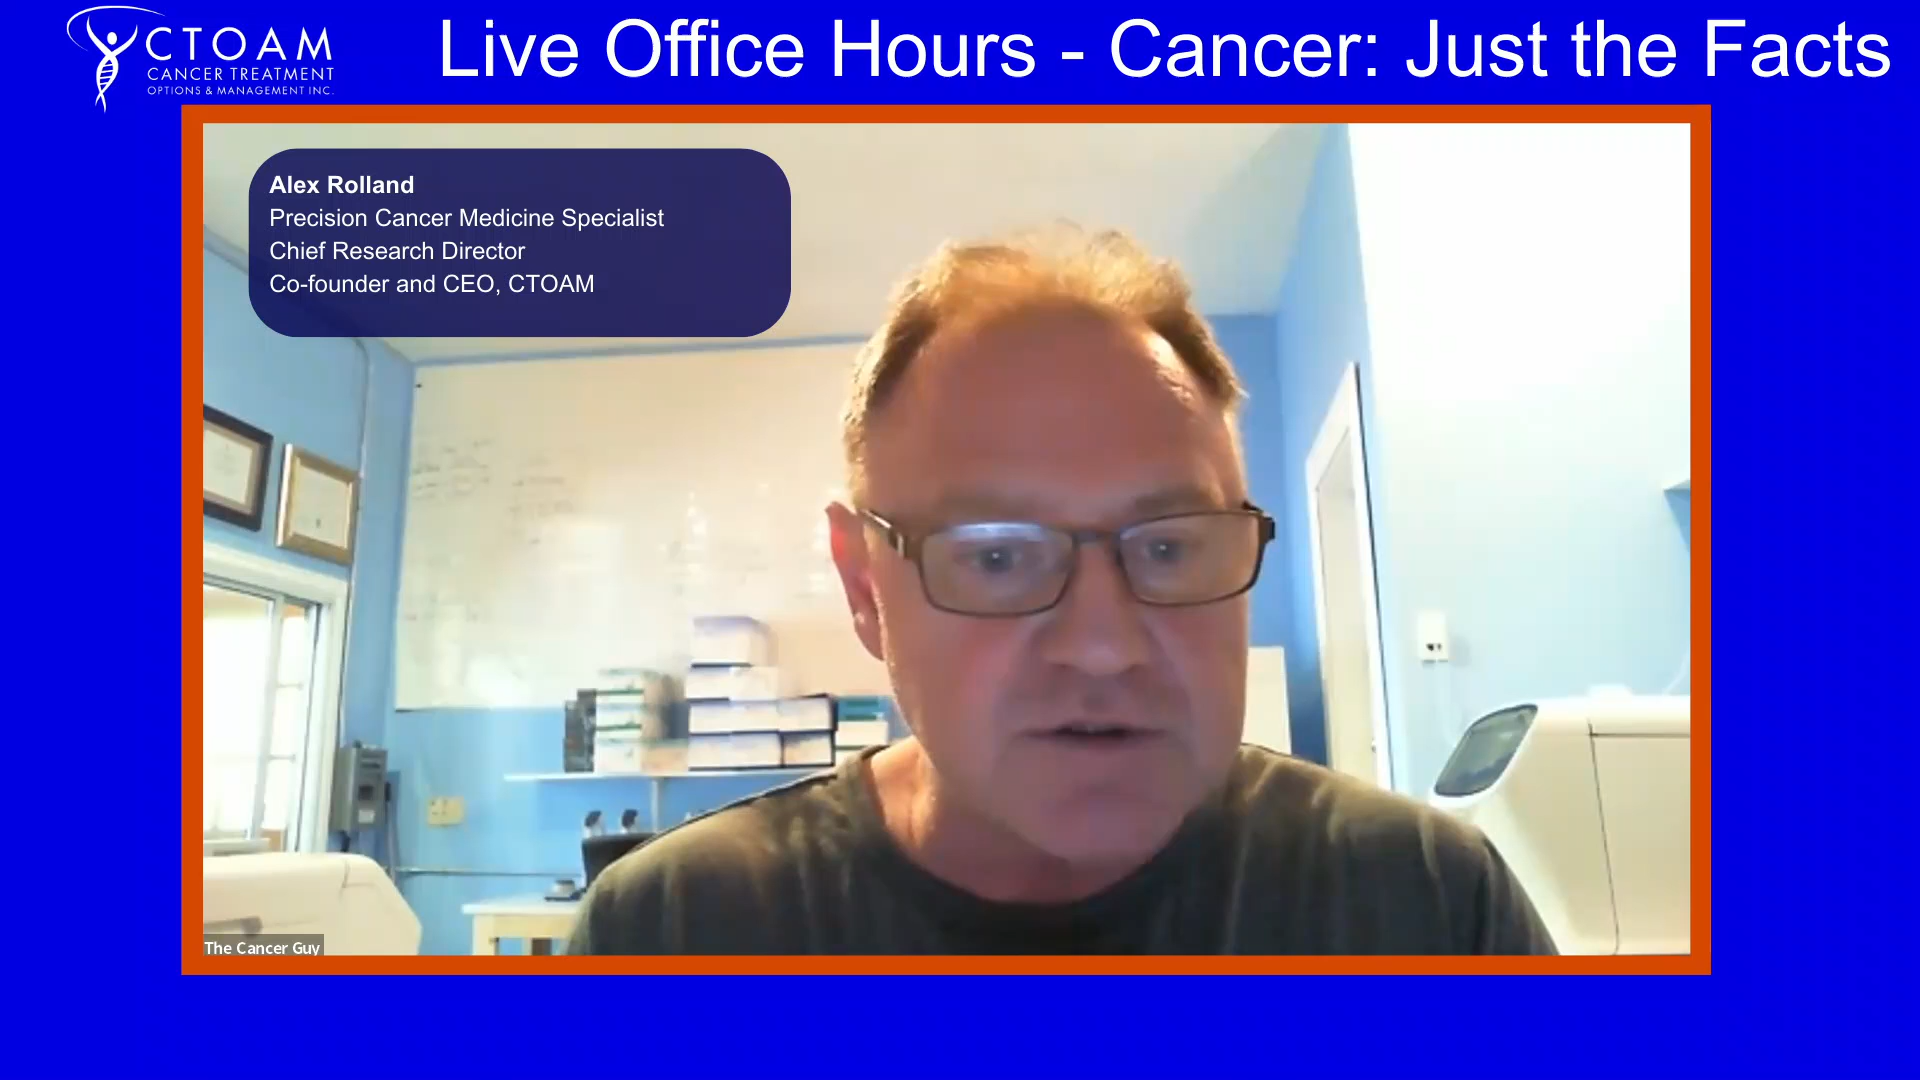 CTOAM
CANCER TREATMENT
OPTIONS & MANAGEMENT INC.
Live Office Hours - Cancer: Just the Facts
Alex Rolland
Precision Cancer Medicine Specialist
Chief Research Director
Co-founder and CEO, CTOAM
The Cancer Guy